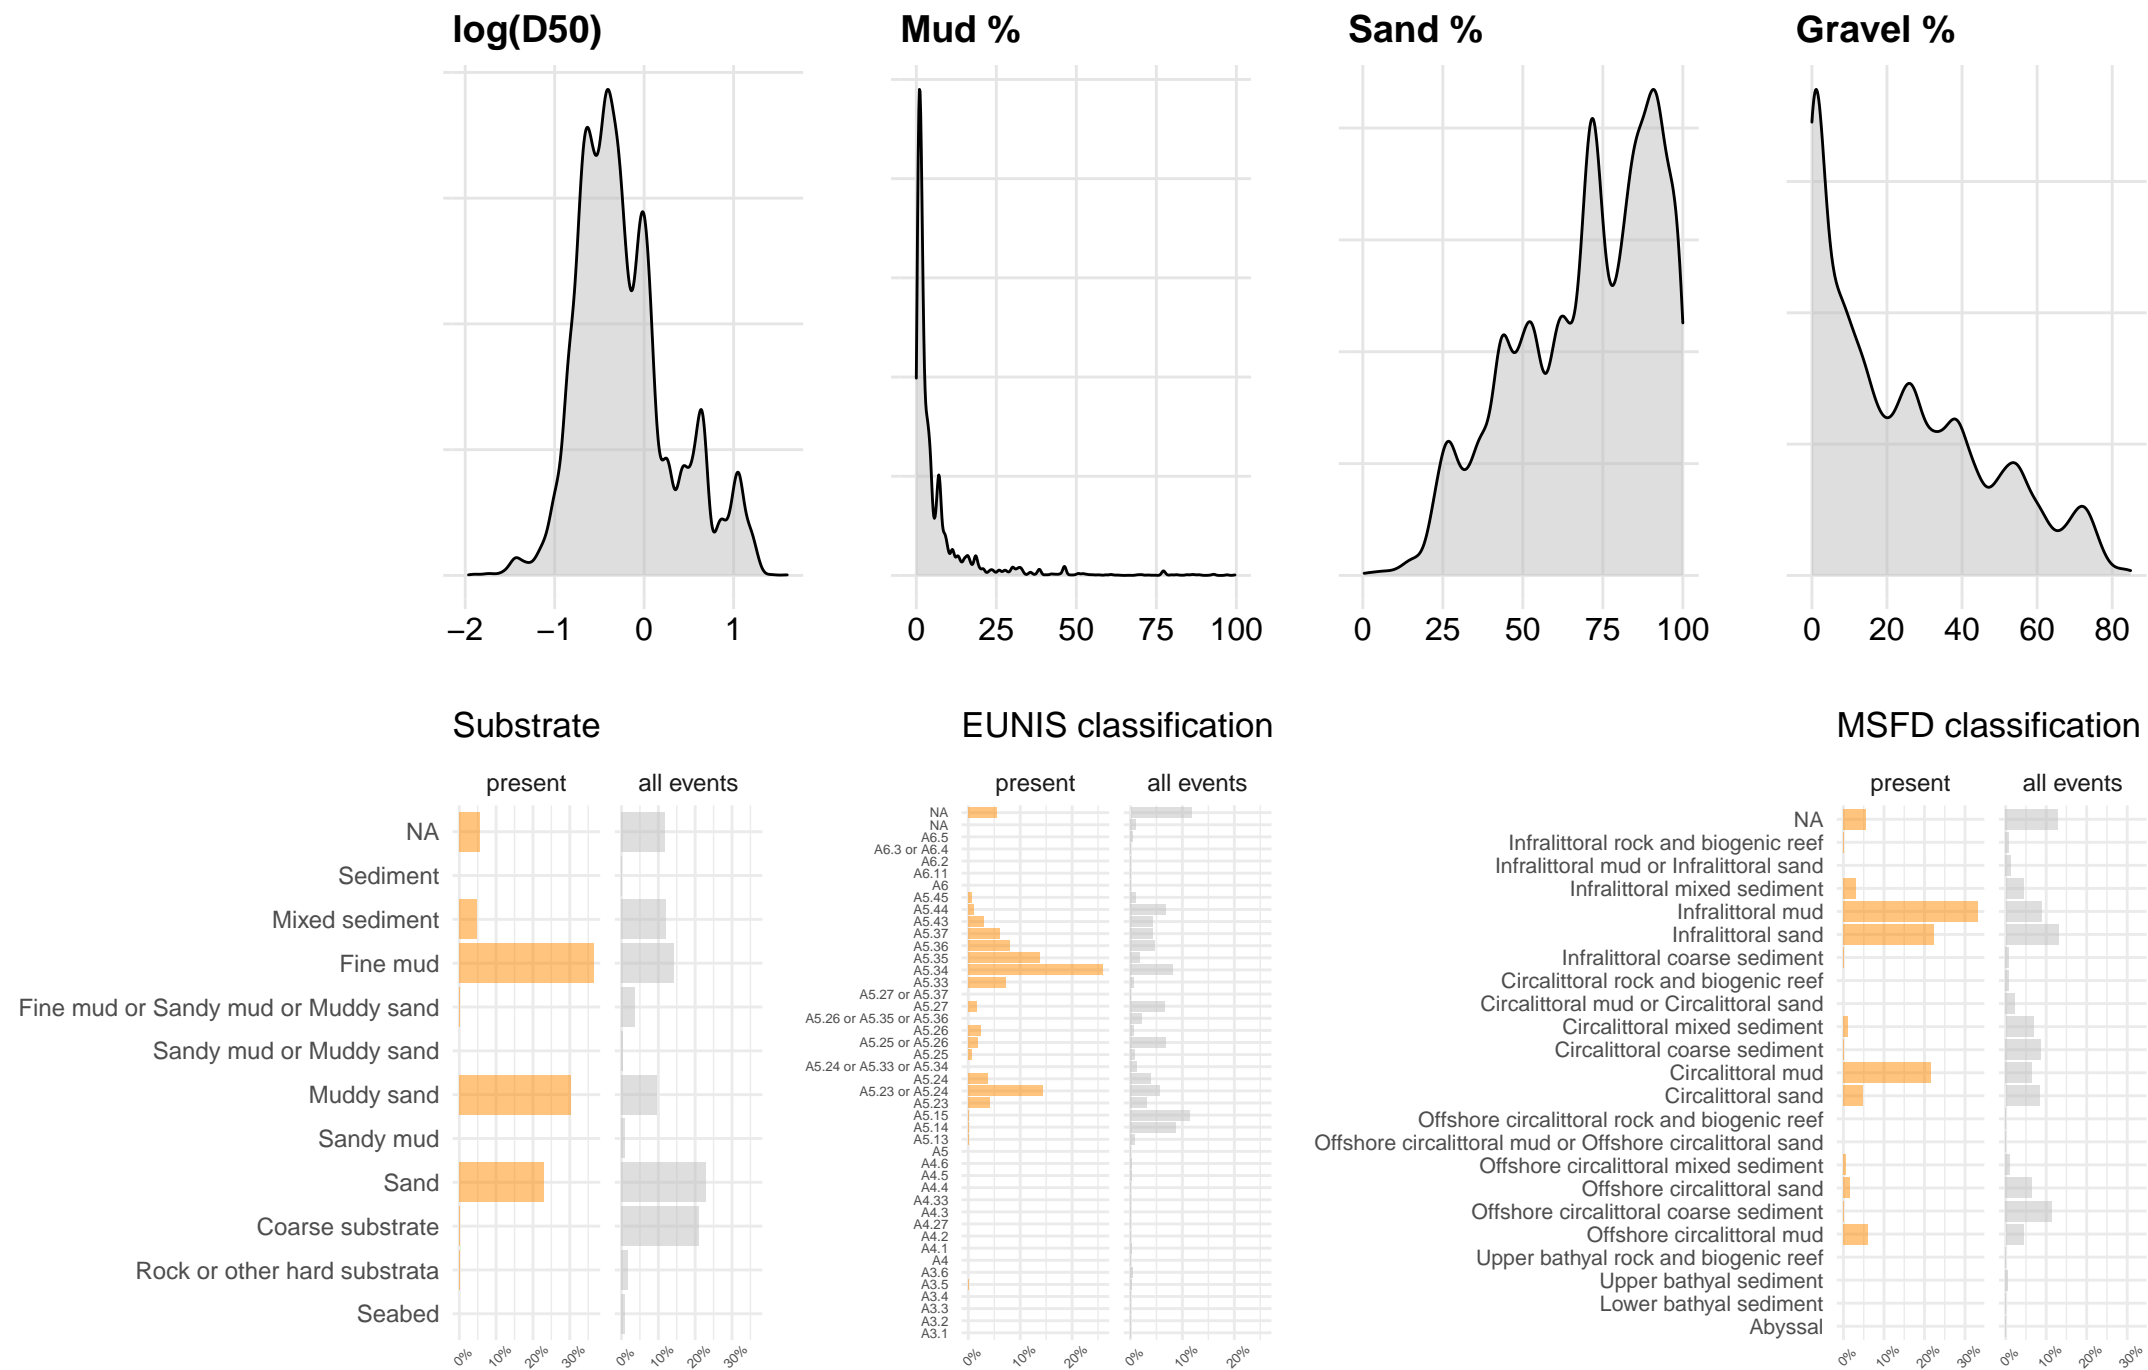 log(D50)
Mud %
Sand %
Gravel %
−2 −1 0 1
0 25 50 75 100
0 25 50 75 100
0 20 40 60 80
Substrate
present
all events
NA
Sediment
Mixed sediment
Fine mud
Fine mud or Sandy mud or Muddy sand
Sandy mud or Muddy sand
Muddy sand
Sandy mud
Sand
Coarse substrate
Rock or other hard substrata
Seabed
0% 10% 20% 30%
0% 10% 20% 30%
EUNIS classification
present
all events
NA
NA
A6.5
A6.3 or A6.4
A6.2
A6.11
A6
A5.45
A5.44
A5.43
A5.37
A5.36
A5.35
A5.34
A5.33
A5.27 or A5.37
A5.27
A5.26 or A5.35 or A5.36
A5.26
A5.25 or A5.26
A5.25
A5.24 or A5.33 or A5.34
A5.24
A5.23 or A5.24
A5.23
A5.15
A5.14
A5.13
A5
A4.6
A4.5
A4.4
A4.33
A4.3
A4.27
A4.2
A4.1
A4
A3.6
A3.5
A3.4
A3.3
A3.2
A3.1
0% 10% 20%
0% 10% 20%
MSFD classification
present
all events
NA
Infralittoral rock and biogenic reef
Infralittoral mud or Infralittoral sand
Infralittoral mixed sediment
Infralittoral mud
Infralittoral sand
Infralittoral coarse sediment
Circalittoral rock and biogenic reef
Circalittoral mud or Circalittoral sand
Circalittoral mixed sediment
Circalittoral coarse sediment
Circalittoral mud
Circalittoral sand
Offshore circalittoral rock and biogenic reef
Offshore circalittoral mud or Offshore circalittoral sand
Offshore circalittoral mixed sediment
Offshore circalittoral sand
Offshore circalittoral coarse sediment
Offshore circalittoral mud
Upper bathyal rock and biogenic reef
Upper bathyal sediment
Lower bathyal sediment
Abyssal
0% 10% 20% 30%
0% 10% 20% 30%